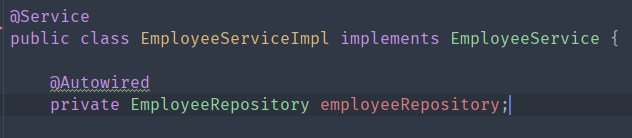 @Service
public class EmployeeServiceImpl implements EmployeeService {
@Autowired
private EmployeeRepository employeeRepository;